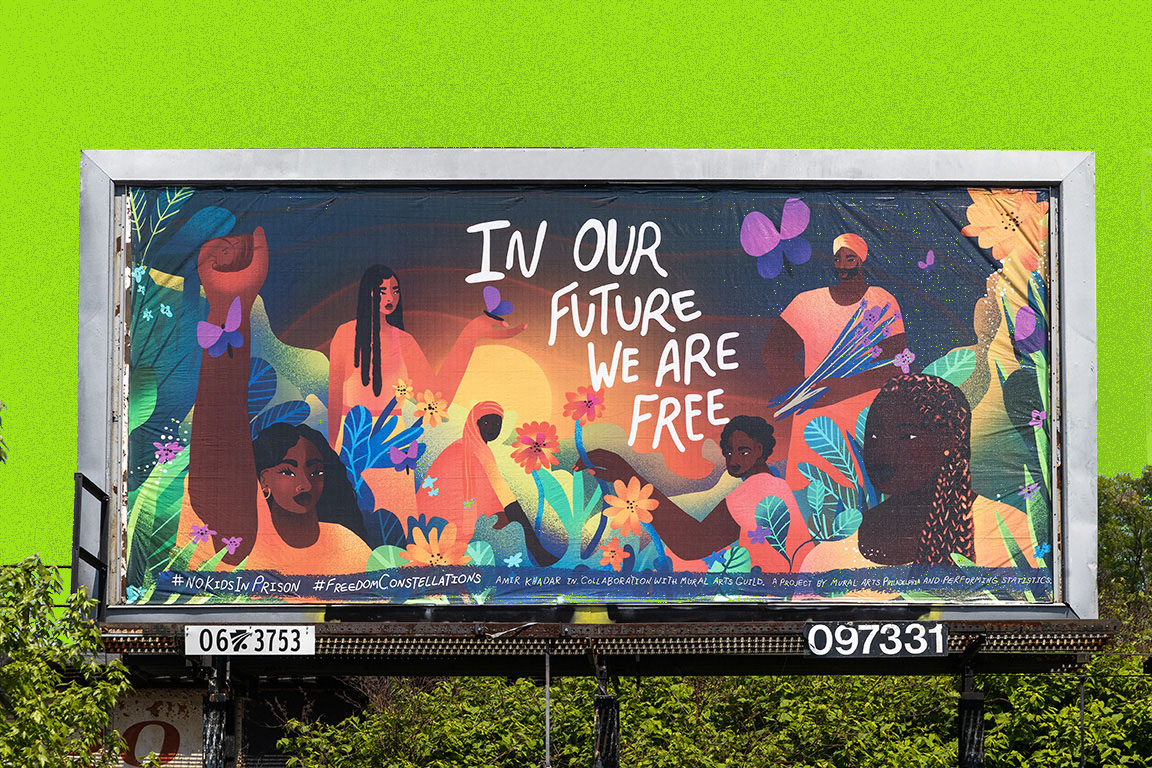 IN OUR
FUTURE
WE ARE
FREE
#NOKIDSINPRISON #FREEDOMCONSTELLATIONS AMIR KHADAR IN COLLABORATION WITH MURAL ARTS GUILD. A PROJECT BY MURAL ARTS PHILADELPHIA AND PERFORMING STATISTICS.
06 3753 097331
O